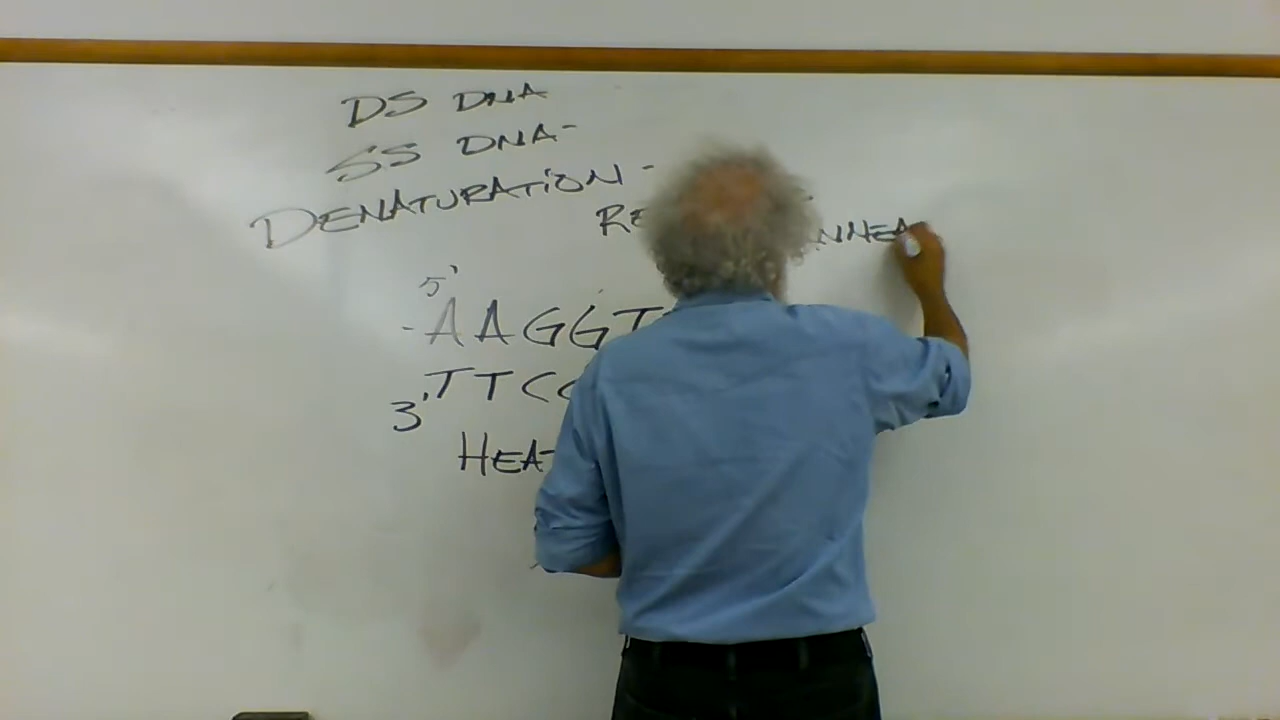 DS DNA
SS DNA-
DENATURATION-
RE NNEA
5'
-AAGGT
3' TTCC
HEAT